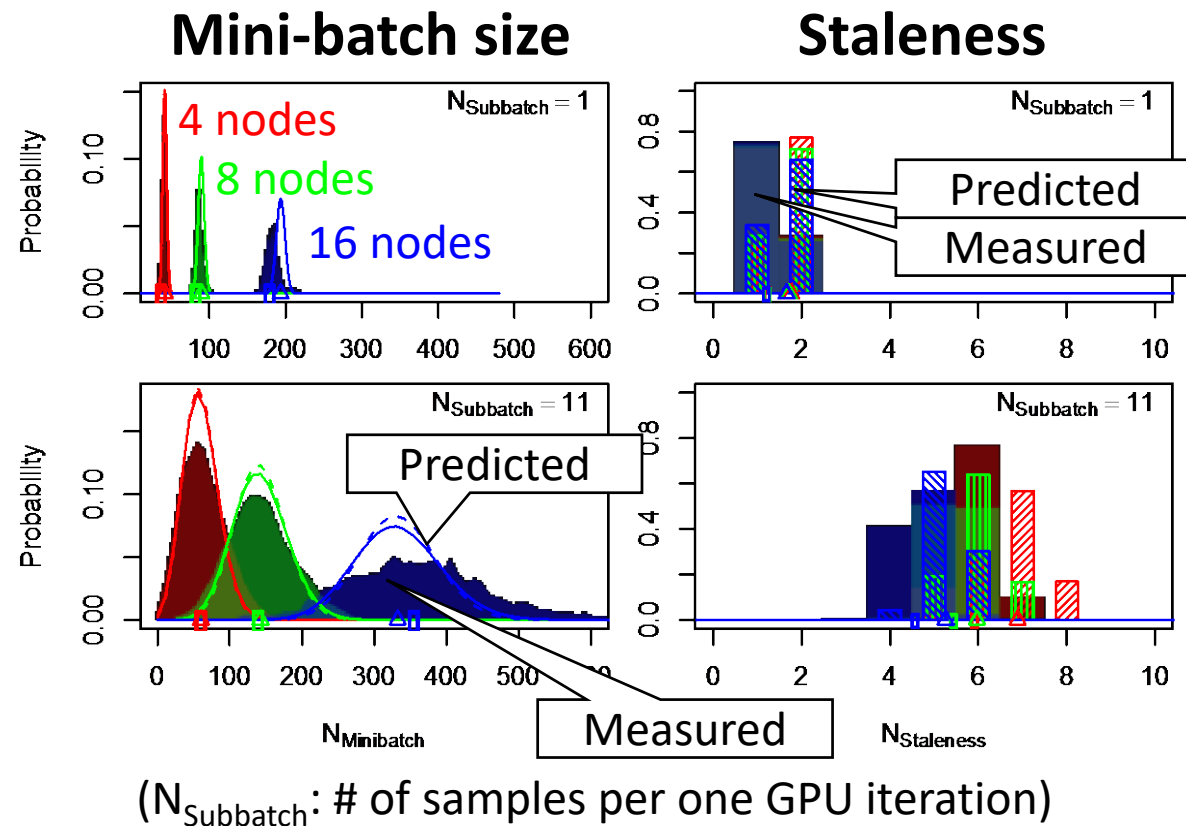 Mini-batch size
Staleness
N_Subbatch = 1
4 nodes
8 nodes
16 nodes
Probability
0.10
0.00
100 200 300 400 500 600
N_Subbatch = 1
Predicted
Measured
0.8
0.4
0.0
0 2 4 6 8 10
N_Subbatch = 11
Predicted
Measured
Probability
0.10
0.00
0 100 200 300 400 500
N_Minibatch
N_Subbatch = 11
0.8
0.4
0.0
0 2 4 6 8 10
N_Staleness
(N_Subbatch: # of samples per one GPU iteration)